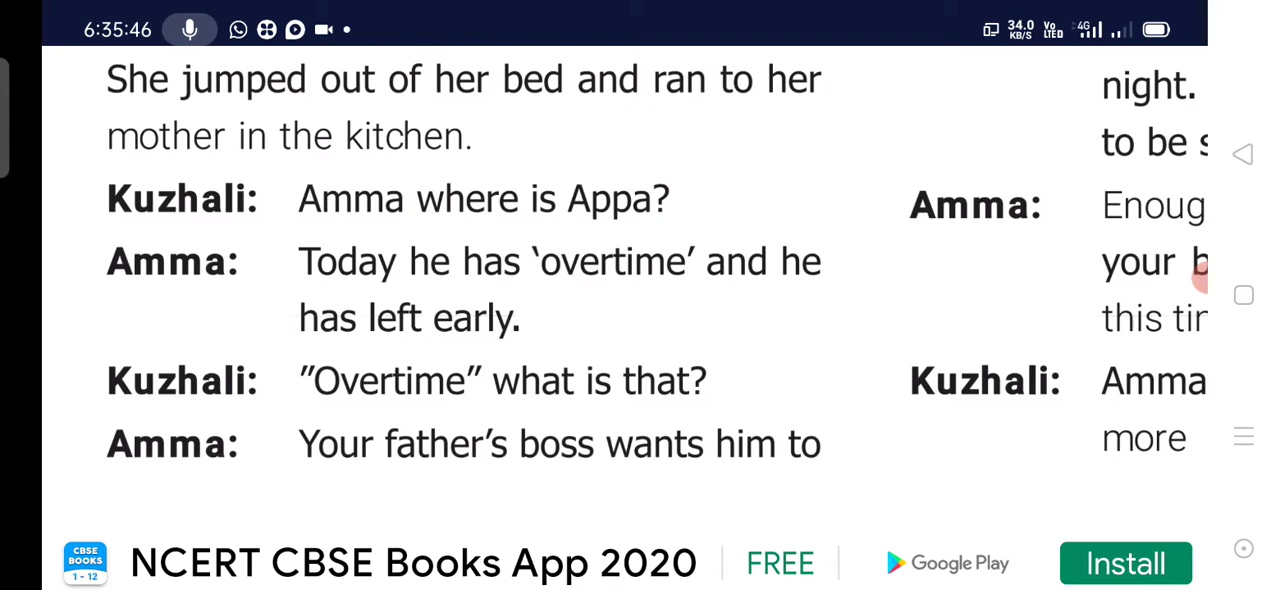 6:35:46 34.0 KB/S Vo LTED 4G
She jumped out of her bed and ran to her
mother in the kitchen.
Kuzhali: Amma where is Appa?
Amma: Today he has ‘overtime’ and he
has left early.
Kuzhali: ”Overtime” what is that?
Amma: Your father’s boss wants him to
night.
to be
Amma:
your
this
Kuzhali: Amma
more
CBSE BOOKS 1 - 12 NCERT CBSE Books App 2020 FREE Google Play Install